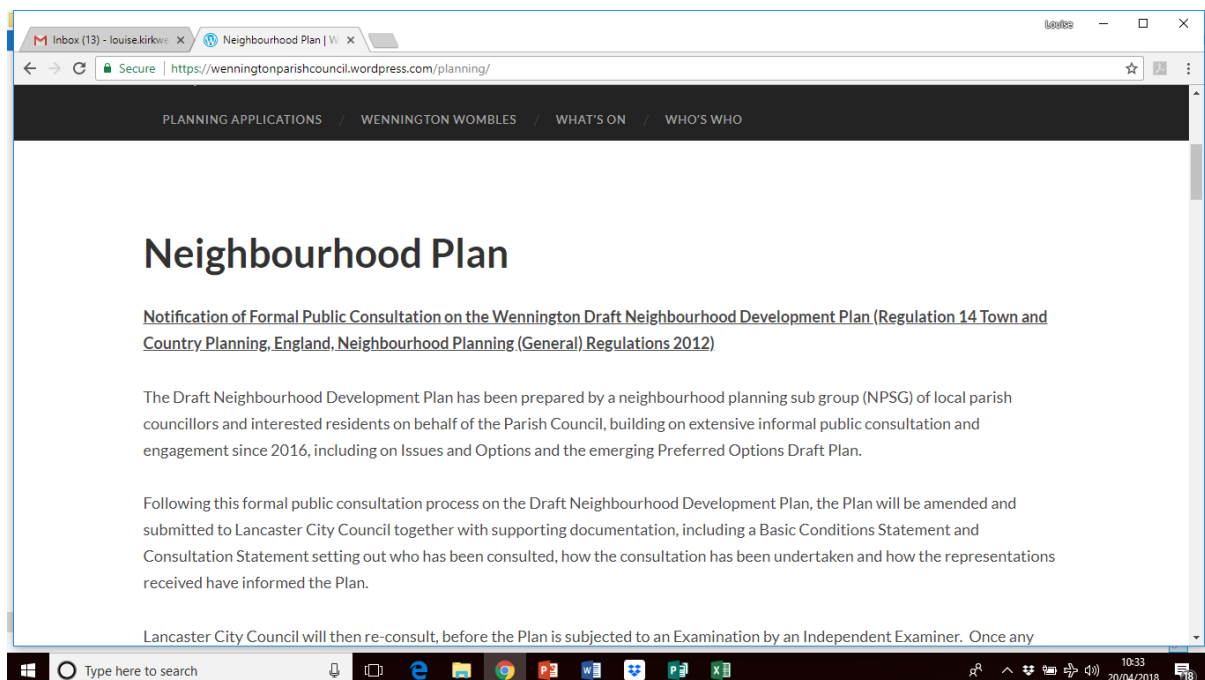 Louise
Inbox (13) - louise.kirkwe
Neighbourhood Plan | W
Secure | https://wenningtonparishcouncil.wordpress.com/planning/
PLANNING APPLICATIONS / WENNINGTON WOMBLES / WHAT'S ON / WHO'S WHO
Neighbourhood Plan
Notification of Formal Public Consultation on the Wennington Draft Neighbourhood Development Plan (Regulation 14 Town and
Country Planning, England, Neighbourhood Planning (General) Regulations 2012)
The Draft Neighbourhood Development Plan has been prepared by a neighbourhood planning sub group (NPSG) of local parish
councillors and interested residents on behalf of the Parish Council, building on extensive informal public consultation and
engagement since 2016, including on Issues and Options and the emerging Preferred Options Draft Plan.
Following this formal public consultation process on the Draft Neighbourhood Development Plan, the Plan will be amended and
submitted to Lancaster City Council together with supporting documentation, including a Basic Conditions Statement and
Consultation Statement setting out who has been consulted, how the consultation has been undertaken and how the representations
received have informed the Plan.
Lancaster City Council will then re-consult, before the Plan is subjected to an Examination by an Independent Examiner. Once any
Type here to search
10:33
20/04/2018
18